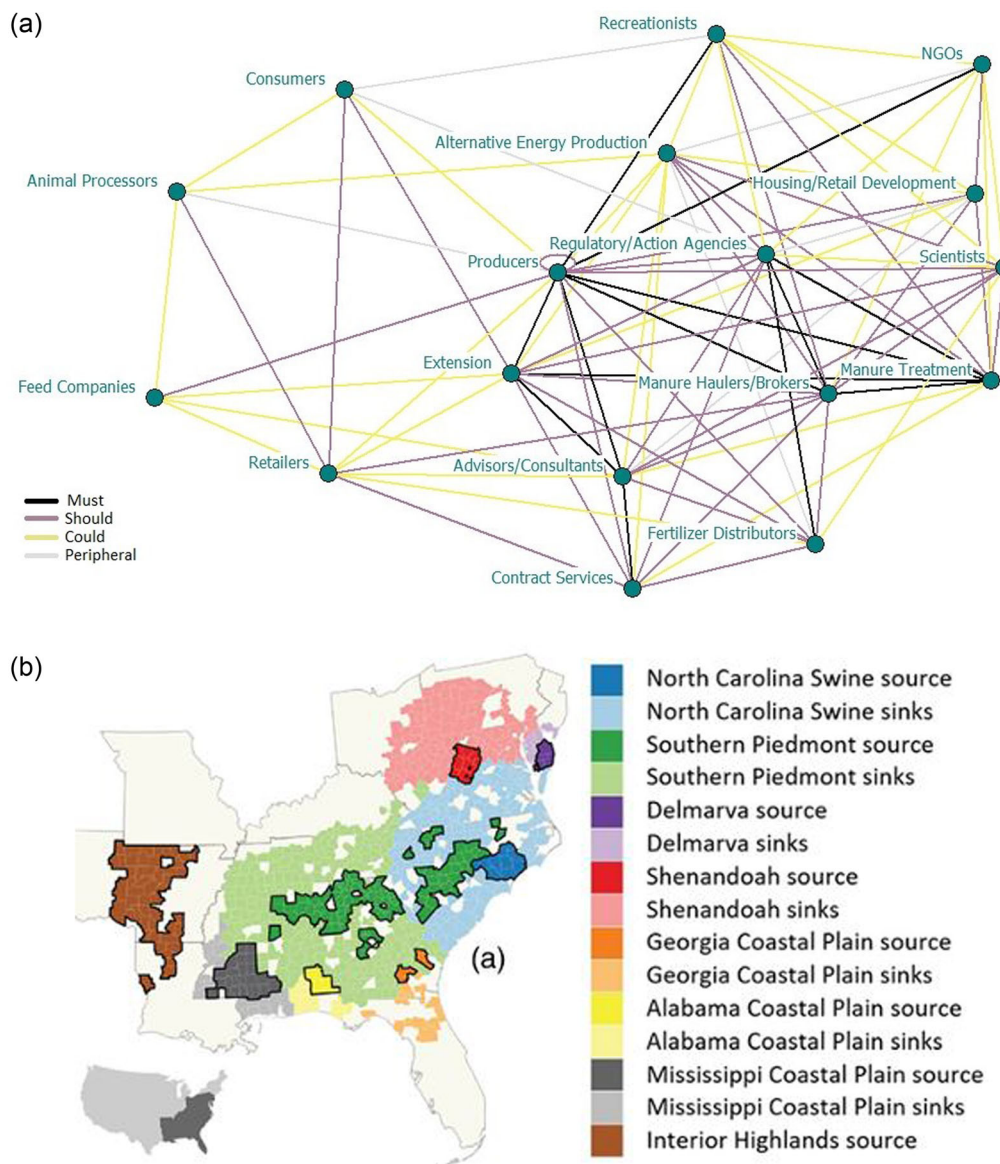 (a)
Recreationists
NGOs
Consumers
Alternative Energy Production
Animal Processors
Housing/Retail Development
Regulatory/Action Agencies
Producers
Scientists
Extension
Manure Treatment
Manure Haulers/Brokers
Feed Companies
Retailers
Advisors/Consultants
Must
Should
Could
Peripheral
Fertilizer Distributors
Contract Services
(b)
North Carolina Swine source
North Carolina Swine sinks
Southern Piedmont source
Southern Piedmont sinks
Delmarva source
Delmarva sinks
Shenandoah source
Shenandoah sinks
Georgia Coastal Plain source
(a)
Georgia Coastal Plain sinks
Alabama Coastal Plain source
Alabama Coastal Plain sinks
Mississippi Coastal Plain source
Mississippi Coastal Plain sinks
Interior Highlands source